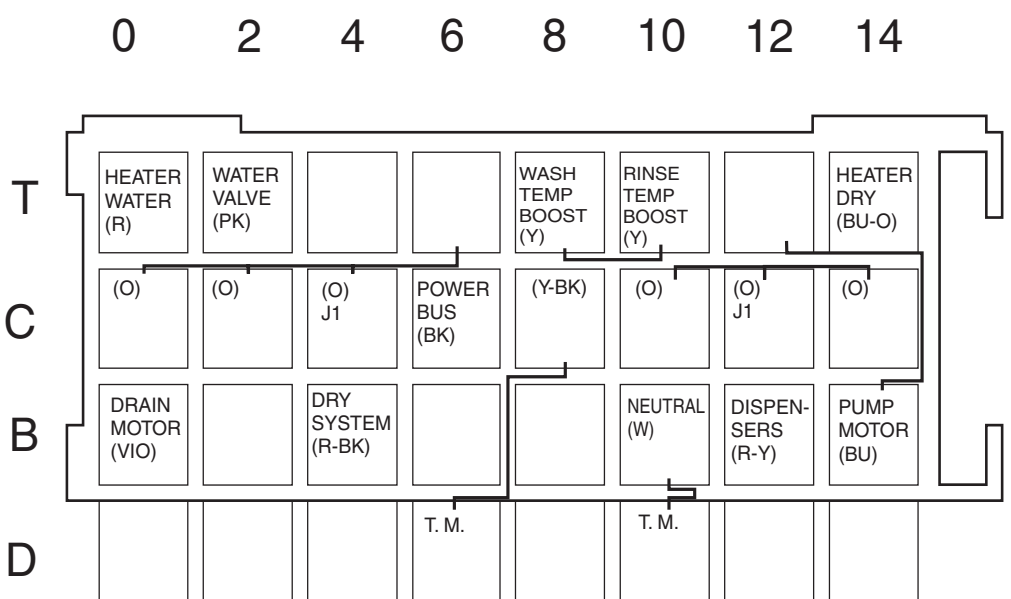 0 2 4 6 8 10 12 14
T
HEATER
WATER
(R)
WATER
VALVE
(PK)
WASH
TEMP
BOOST
(Y)
RINSE
TEMP
BOOST
(Y)
HEATER
DRY
(BU-O)
C
(O)
(O)
(O)
J1
POWER
BUS
(BK)
(Y-BK)
(O)
(O)
J1
(O)
B
DRAIN
MOTOR
(VIO)
DRY
SYSTEM
(R-BK)
NEUTRAL
(W)
DISPEN-
SERS
(R-Y)
PUMP
MOTOR
(BU)
D
T. M.
T. M.